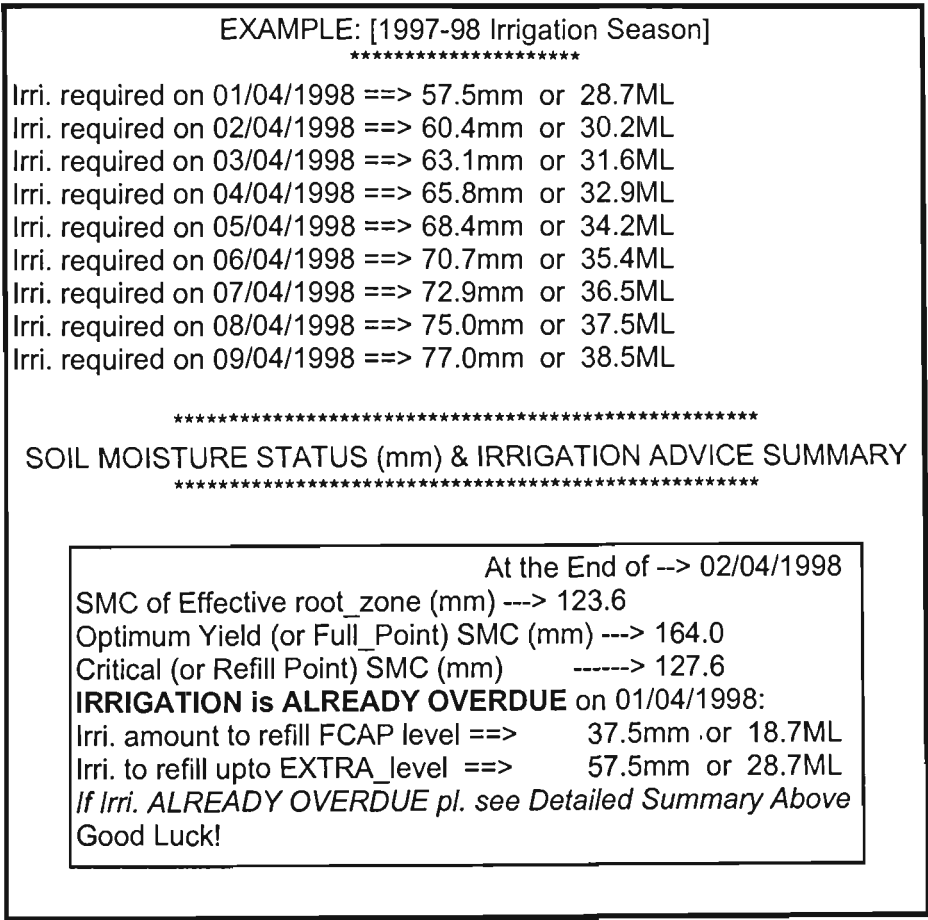 EXAMPLE: [1997-98 Irrigation Season]
*********************
Irri. required on 01/04/1998 ==> 57.5mm or 28.7ML
Irri. required on 02/04/1998 ==> 60.4mm or 30.2ML
Irri. required on 03/04/1998 ==> 63.1mm or 31.6ML
Irri. required on 04/04/1998 ==> 65.8mm or 32.9ML
Irri. required on 05/04/1998 ==> 68.4mm or 34.2ML
Irri. required on 06/04/1998 ==> 70.7mm or 35.4ML
Irri. required on 07/04/1998 ==> 72.9mm or 36.5ML
Irri. required on 08/04/1998 ==> 75.0mm or 37.5ML
Irri. required on 09/04/1998 ==> 77.0mm or 38.5ML
*****************************************************
SOIL MOISTURE STATUS (mm) & IRRIGATION ADVICE SUMMARY
*****************************************************
At the End of --> 02/04/1998
SMC of Effective root_zone (mm) ---> 123.6
Optimum Yield (or Full_Point) SMC (mm) ---> 164.0
Critical (or Refill Point) SMC (mm) ------> 127.6
IRRIGATION is ALREADY OVERDUE on 01/04/1998:
Irri. amount to refill FCAP level ==> 37.5mm or 18.7ML
Irri. to refill upto EXTRA_level ==> 57.5mm or 28.7ML
If Irri. ALREADY OVERDUE pl. see Detailed Summary Above
Good Luck!